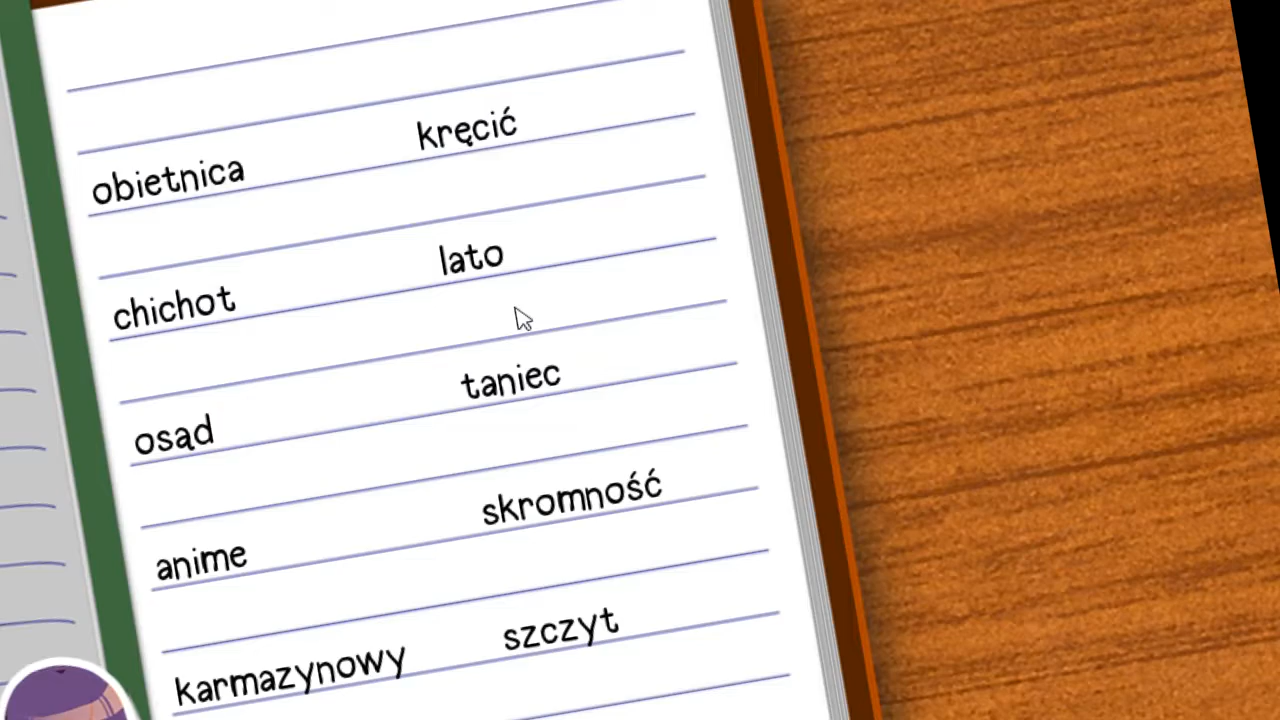 obietnica kręcić
chichot lato
osąd taniec
anime skromność
karmazynowy szczyt